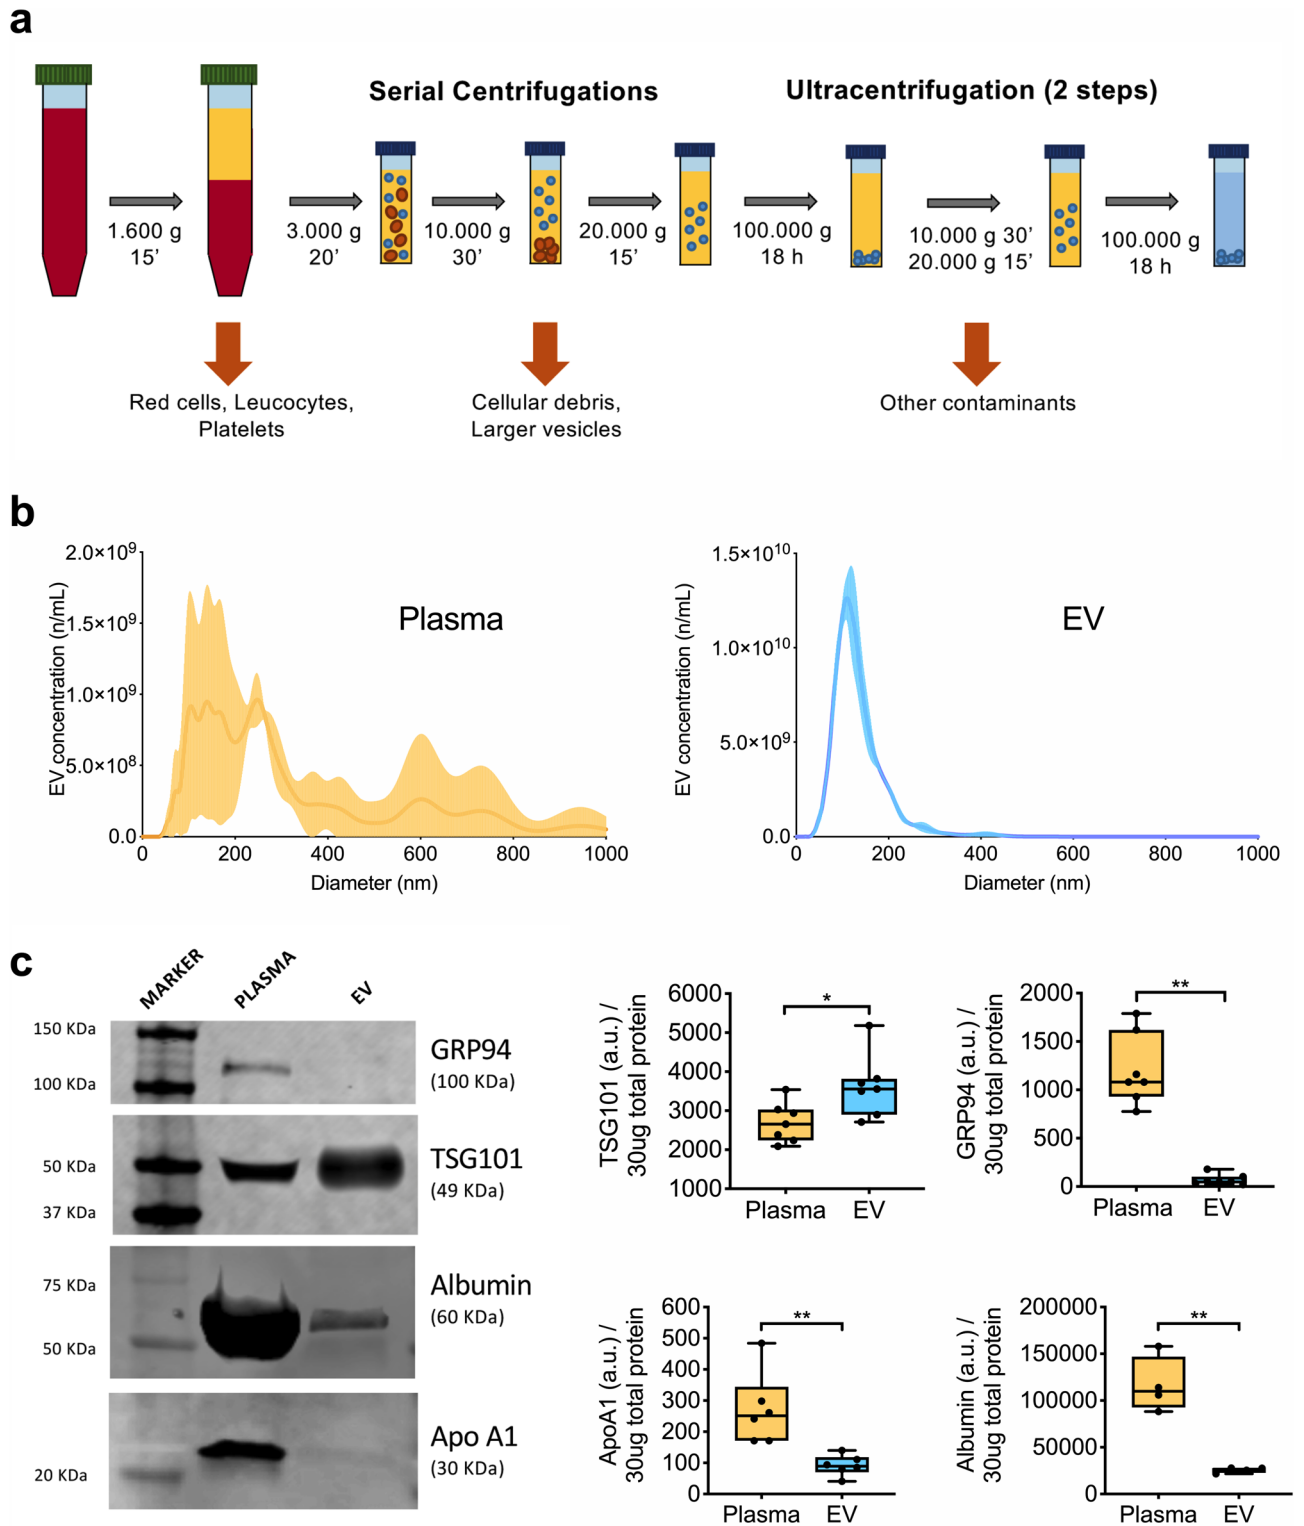 a
Serial Centrifugations
Ultracentrifugation (2 steps)
1.600 g
15’
3.000 g
20’
10.000 g
30’
20.000 g
15’
100.000 g
18 h
10.000 g 30’
20.000 g 15’
100.000 g
18 h
Red cells, Leucocytes,
Platelets
Cellular debris,
Larger vesicles
Other contaminants
b
EV concentration (n/mL)
2.0×10⁹
1.5×10⁹
1.0×10⁹
5.0×10⁸
0.0
0 200 400 600 800 1000
Diameter (nm)
Plasma
EV concentration (n/mL)
1.5×10¹⁰
1.0×10¹⁰
5.0×10⁹
0.0
0 200 400 600 800 1000
Diameter (nm)
EV
c
MARKER
PLASMA
EV
150 KDa
100 KDa
GRP94
(100 KDa)
50 KDa
37 KDa
TSG101
(49 KDa)
75 KDa
50 KDa
Albumin
(60 KDa)
20 KDa
Apo A1
(30 KDa)
TSG101 (a.u.) /
30ug total protein
6000
5000
4000
3000
2000
1000
*
Plasma EV
GRP94 (a.u.) /
30ug total protein
2000
1500
1000
500
0
**
Plasma EV
ApoA1 (a.u.) /
30ug total protein
600
500
400
300
200
100
0
**
Plasma EV
Albumin (a.u.) /
30ug total protein
200000
150000
100000
50000
0
**
Plasma EV